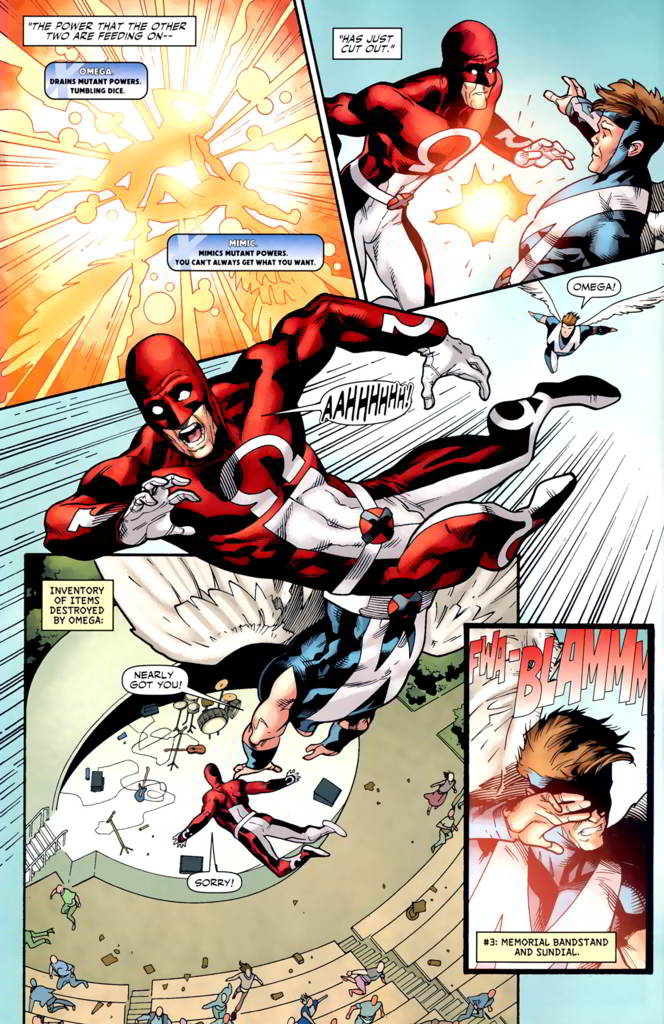 "THE POWER THAT THE OTHER
TWO ARE FEEDING ON--
OMEGA.
DRAINS MUTANT POWERS.
TUMBLING DICE.
MIMIC.
MIMICS MUTANT POWERS.
YOU CAN'T ALWAYS GET WHAT YOU WANT.
"HAS JUST
CUT OUT."
OMEGA!
AAHHHHHH!
INVENTORY
OF ITEMS
DESTROYED
BY OMEGA:
NEARLY
GOT YOU!
SORRY!
FWA-BLAMMM
#3: MEMORIAL BANDSTAND
AND SUNDIAL.